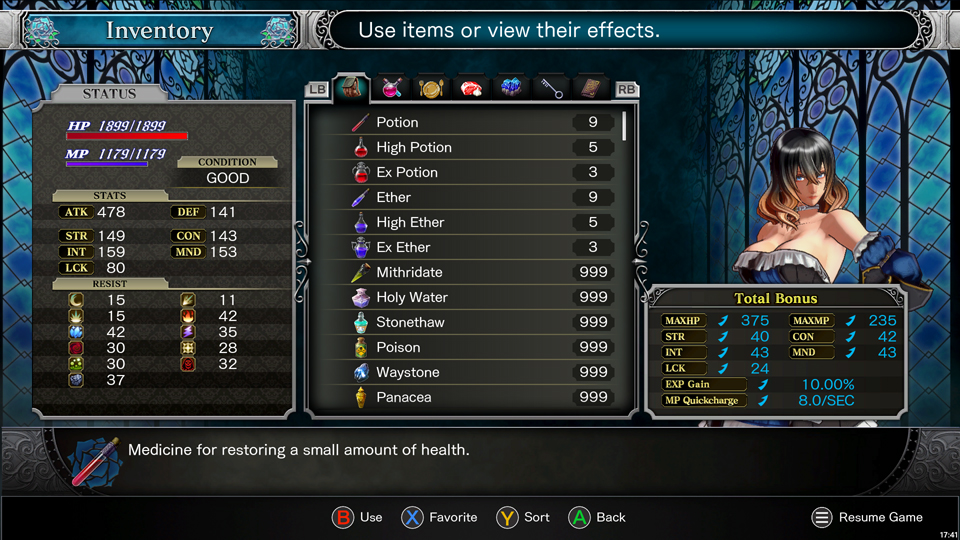 Inventory
Use items or view their effects.
STATUS
HP 1899/1899
MP 1179/1179
CONDITION
GOOD
STATS
ATK 478 DEF 141
STR 149 CON 143
INT 159 MND 153
LCK 80
RESIST
15 11
15 42
42 35
30 28
30 32
37
LB RB
Potion 9
High Potion 5
Ex Potion 3
Ether 9
High Ether 5
Ex Ether 3
Mithridate 999
Holy Water 999
Stonethaw 999
Poison 999
Waystone 999
Panacea 999
Total Bonus
MAXHP 375 MAXMP 235
STR 40 CON 42
INT 43 MND 43
LCK 24
EXP Gain 10.00%
MP Quickcharge 8.0/SEC
Medicine for restoring a small amount of health.
B Use X Favorite Y Sort A Back Resume Game
17:41